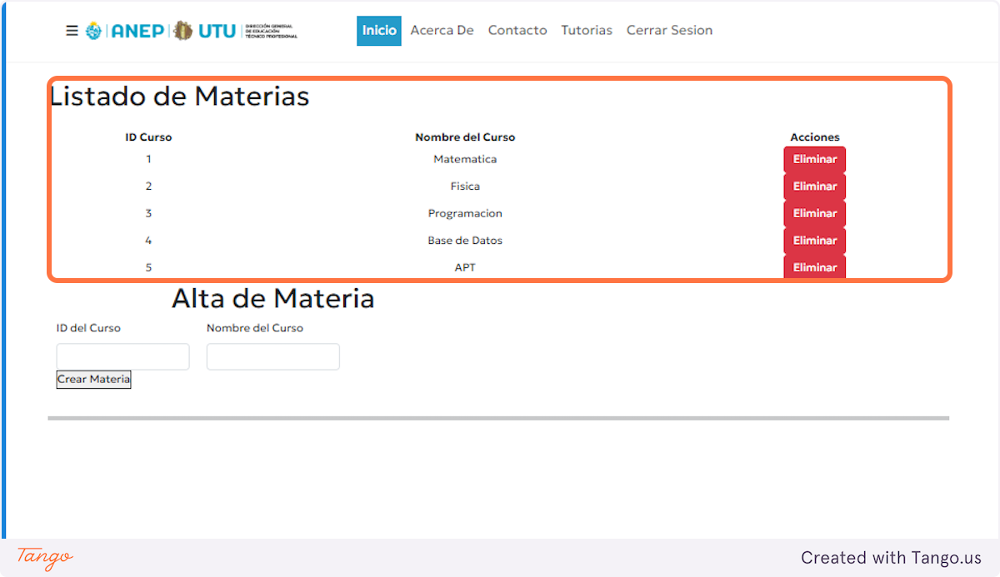 ☰ ANEP UTU DIRECCIÓN GENERAL DE EDUCACIÓN TÉCNICO PROFESIONAL Inicio Acerca De Contacto Tutorias Cerrar Sesion
Listado de Materias
ID Curso Nombre del Curso Acciones
1 Matematica Eliminar
2 Fisica Eliminar
3 Programacion Eliminar
4 Base de Datos Eliminar
5 APT Eliminar
Alta de Materia
ID del Curso Nombre del Curso
Crear Materia
Tango Created with Tango.us